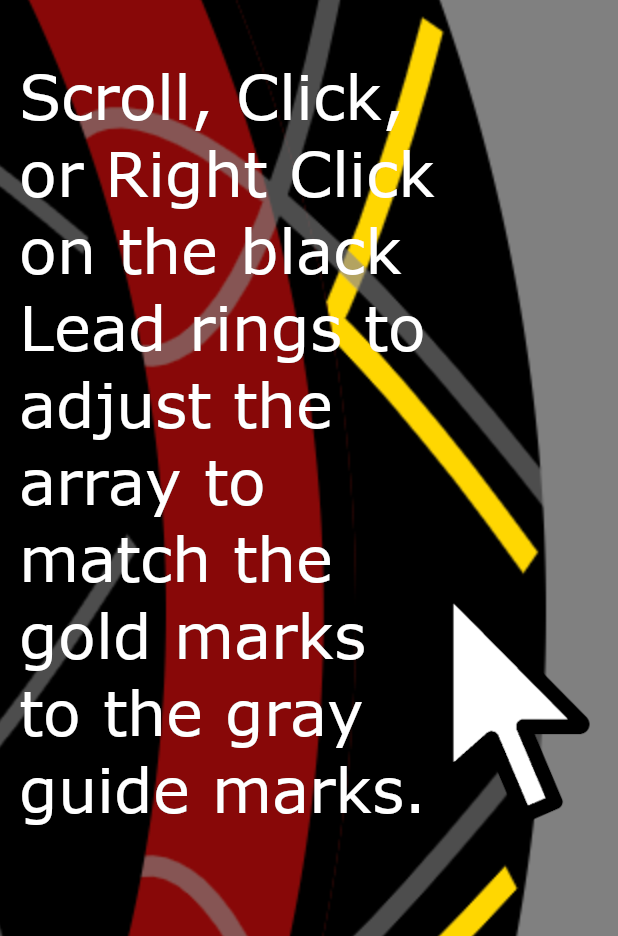 Scroll, Click,
or Right Click
on the black
Lead rings to
adjust the
array to
match the
gold marks
to the gray
guide marks.